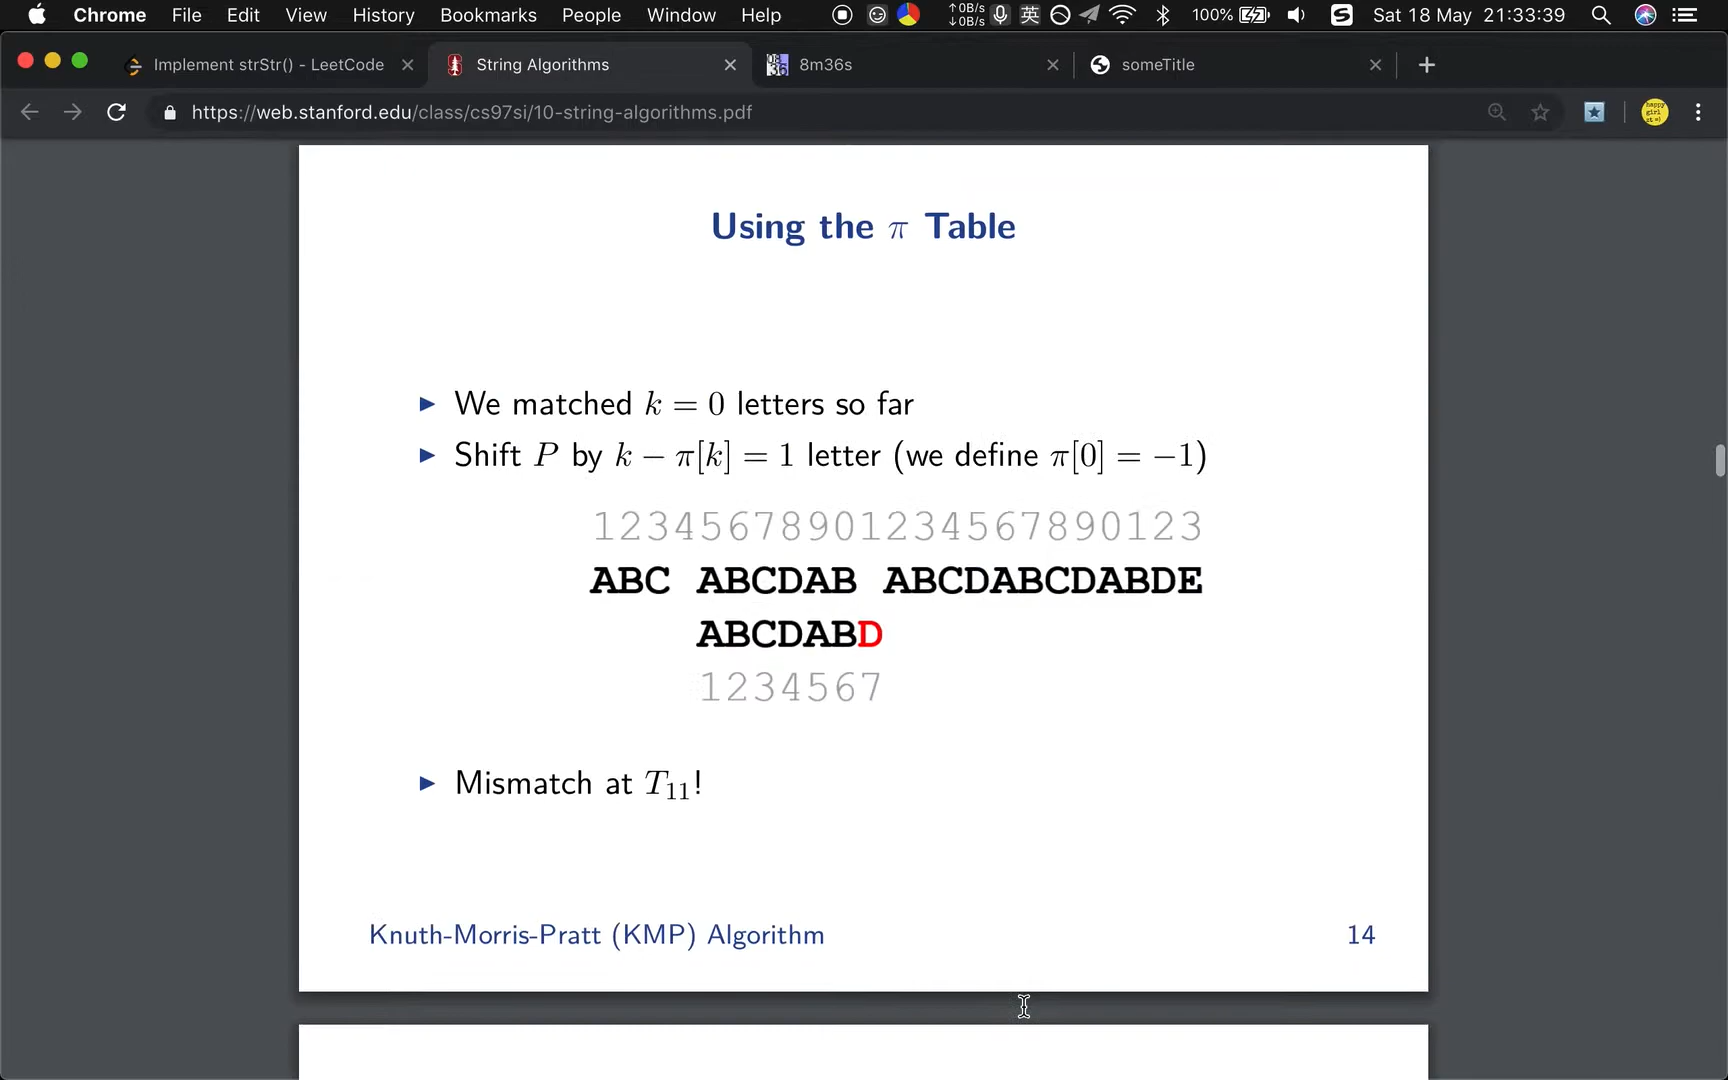 Chrome File Edit View History Bookmarks People Window Help ↑0B/s ↓0B/s 英 100% S Sat 18 May 21:33:39
Implement strStr() - LeetCode String Algorithms 8m36s someTitle
https://web.stanford.edu/class/cs97si/10-string-algorithms.pdf
Using the π Table
▶ We matched k = 0 letters so far
▶ Shift P by k − π[k] = 1 letter (we define π[0] = −1)
12345678901234567890123
ABC ABCDAB ABCDABCDABDE
ABCDABD
1234567
▶ Mismatch at T₁₁!
Knuth-Morris-Pratt (KMP) Algorithm 14